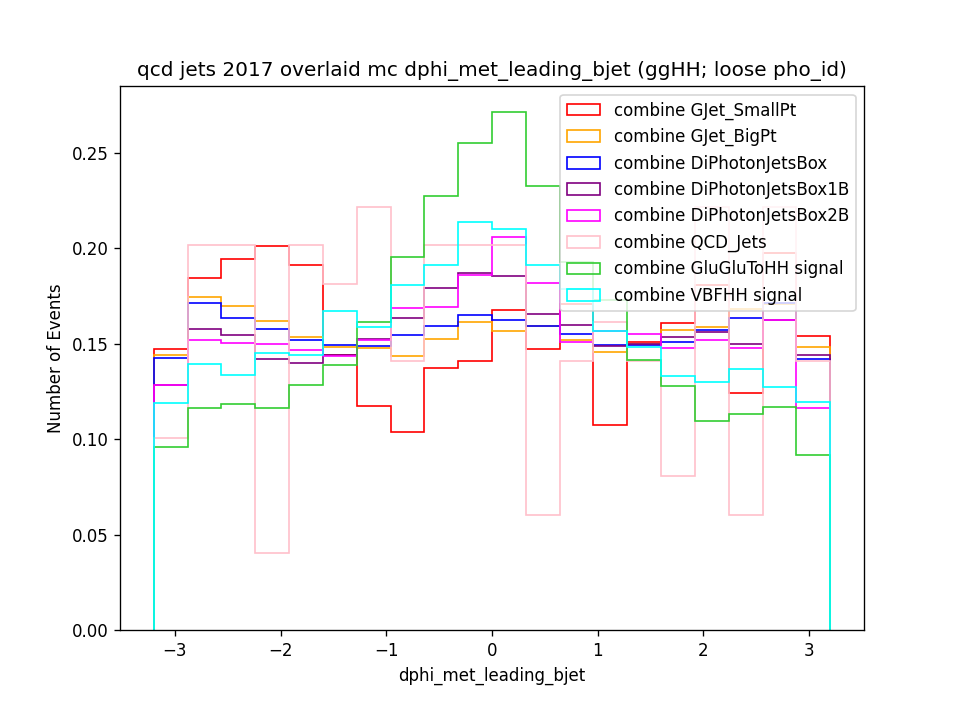 qcd jets 2017 overlaid mc dphi_met_leading_bjet (ggHH; loose pho_id)
combine GJet_SmallPt
combine GJet_BigPt
combine DiPhotonJetsBox
combine DiPhotonJetsBox1B
combine DiPhotonJetsBox2B
combine QCD_Jets
combine GluGluToHH signal
combine VBFHH signal
Number of Events
0.25
0.20
0.15
0.10
0.05
0.00
−3
−2
−1
0
1
2
3
dphi_met_leading_bjet